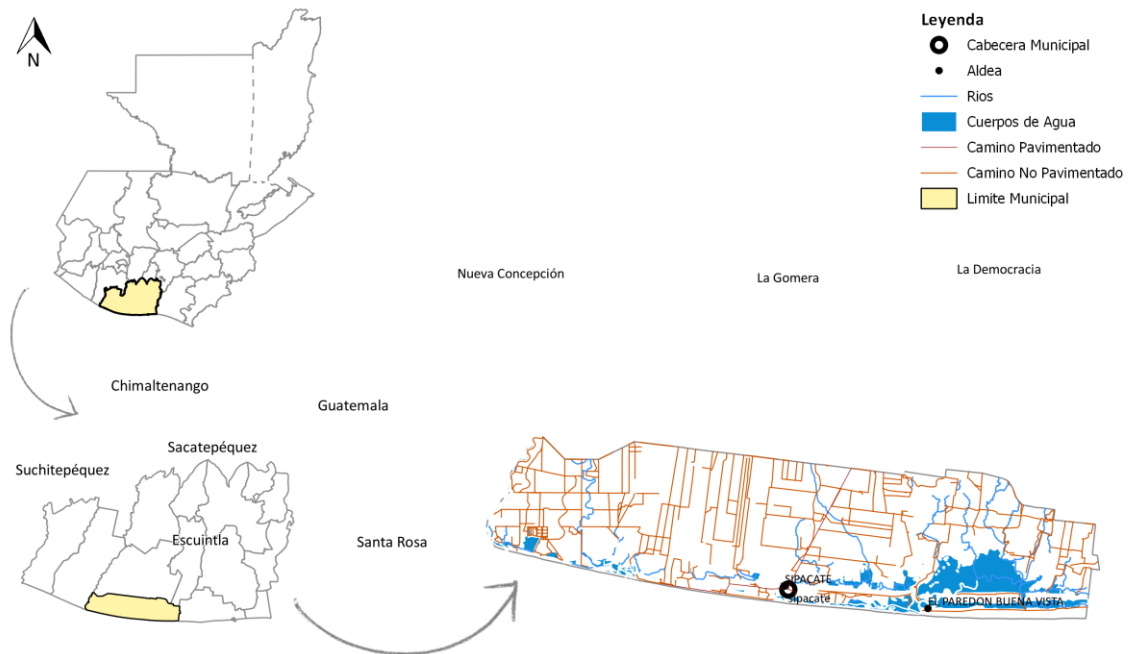 N
Leyenda
Cabecera Municipal
Aldea
Rios
Cuerpos de Agua
Camino Pavimentado
Camino No Pavimentado
Limite Municipal
Nueva Concepción
La Gomera
La Democracia
Chimaltenango
Guatemala
Sacatepéquez
Suchitepéquez
Escuintla
Santa Rosa
SIPACATE
sipacate
EL PAREDON BUENA VISTA